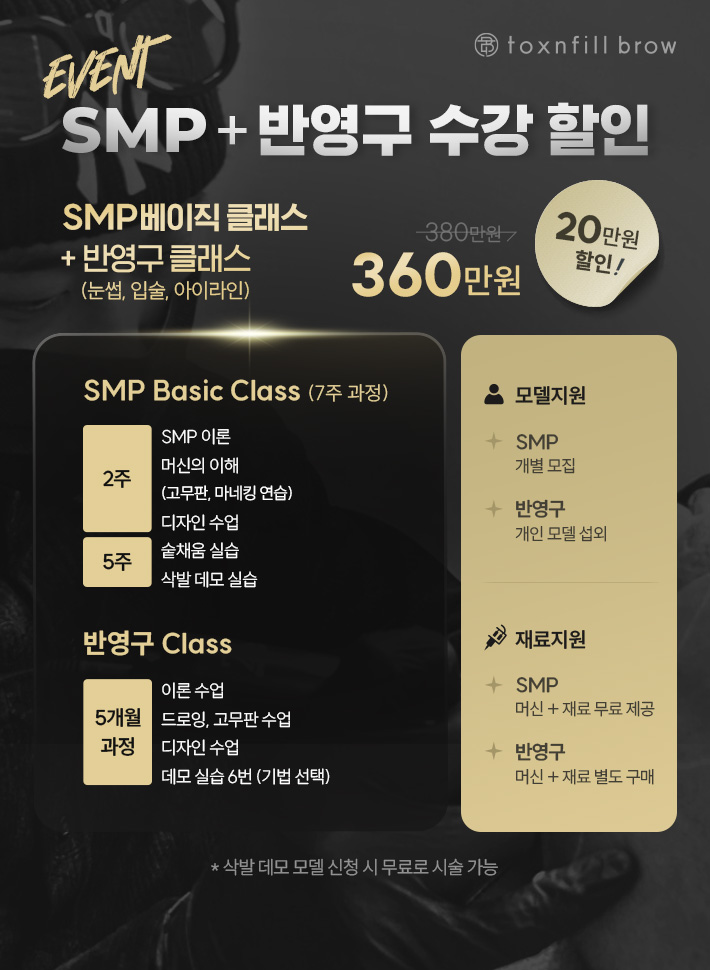 toxnfill brow
EVENT
SMP + 반영구 수강 할인
SMP베이직 클래스
+ 반영구 클래스
(눈썹, 입술, 아이라인)
380만원
360만원
20만원
할인!
SMP Basic Class (7주 과정)
2주
SMP 이론
머신의 이해
(고무판, 마네킹 연습)
디자인 수업
5주
숱채움 실습
삭발 데모 실습
반영구 Class
5개월
과정
이론 수업
드로잉, 고무판 수업
디자인 수업
데모 실습 6번 (기법 선택)
모델지원
SMP
개별 모집
반영구
개인 모델 섭외
재료지원
SMP
머신 + 재료 무료 제공
반영구
머신 + 재료 별도 구매
* 삭발 데모 모델 신청 시 무료로 시술 가능